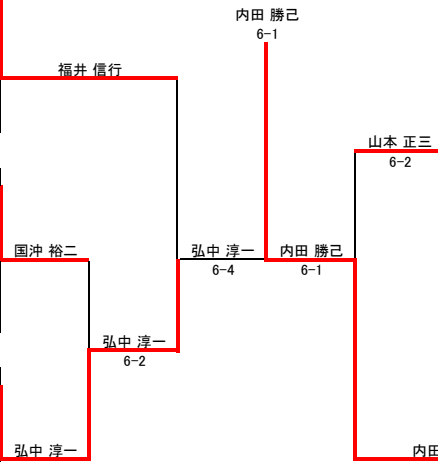 内田 勝己
6-1
福井 信行
山本 正三
6-2
国沖 裕二
弘中 淳一
6-4
内田 勝己
6-1
弘中 淳一
6-2
弘中 淳一
内田